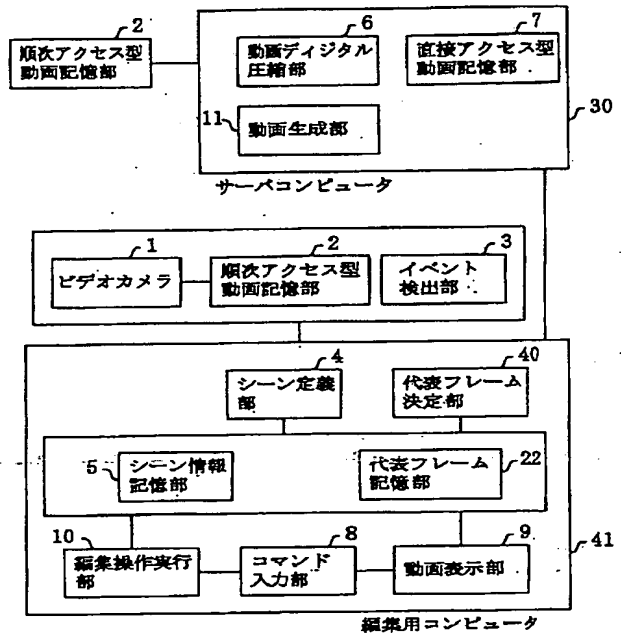 2
順次アクセス型
動画記憶部
6
動画ディジタル
圧縮部
7
直接アクセス型
動画記憶部
11
動画生成部
30
サーバコンピュータ
1
ビデオカメラ
2
順次アクセス型
動画記憶部
3
イベント
検出部
4
シーン定義
部
40
代表フレーム
決定部
5
シーン情報
記憶部
代表フレーム
記憶部
22
10
編集操作実行
部
8
コマンド
入力部
9
動画表示部
41
編集用コンピュータ